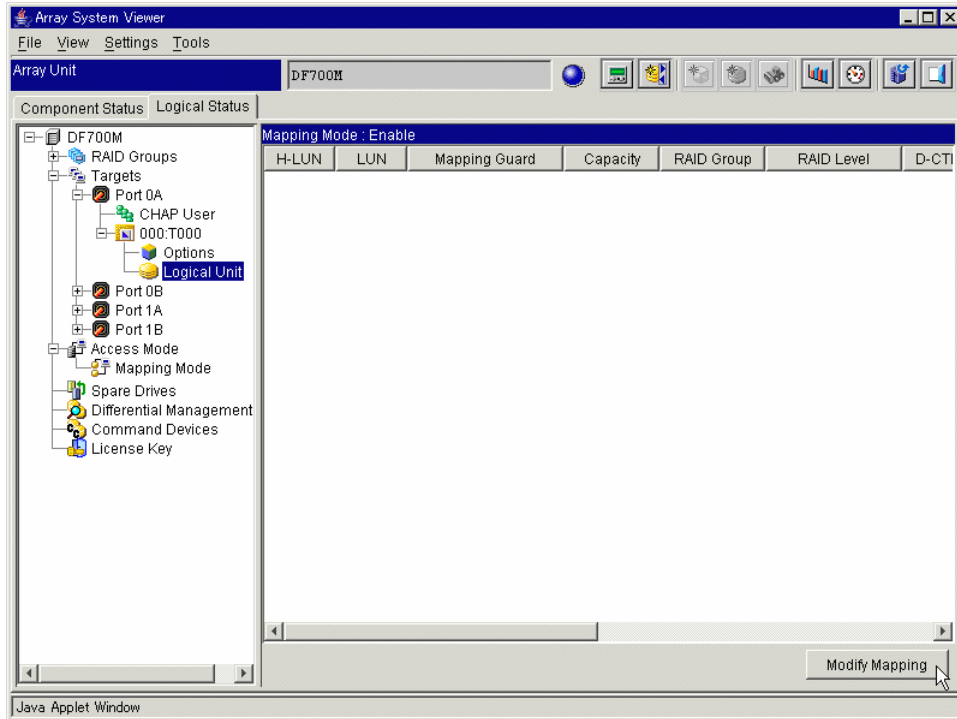 Array System Viewer
File View Settings Tools
Array Unit
DF700M
Component Status Logical Status
DF700M
RAID Groups
Targets
Port 0A
CHAP User
000:T000
Options
Logical Unit
Port 0B
Port 1A
Port 1B
Access Mode
Mapping Mode
Spare Drives
Differential Management
Command Devices
License Key
Mapping Mode : Enable
H-LUN LUN Mapping Guard Capacity RAID Group RAID Level D-CTL
Modify Mapping
Java Applet Window